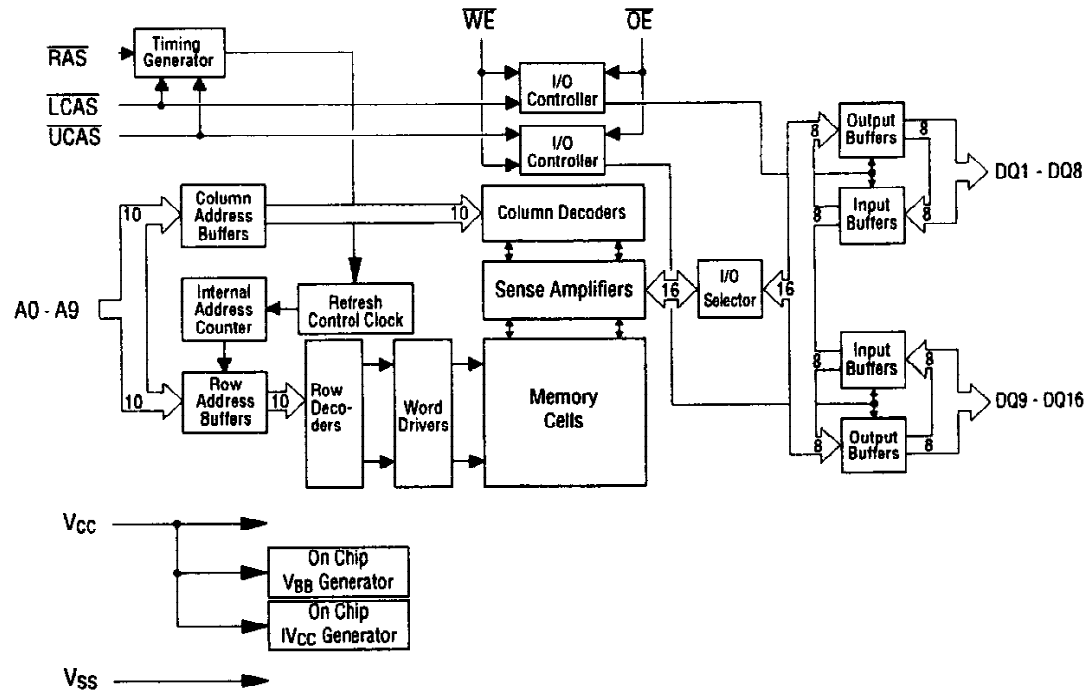 WE
OE
RAS
Timing
Generator
LCAS
UCAS
I/O
Controller
I/O
Controller
Output
Buffers
8
8
DQ1 - DQ8
Input
Buffers
8
8
10
Column
Address
Buffers
10
Column Decoders
Sense Amplifiers
16
I/O
Selector
16
A0 - A9
Internal
Address
Counter
Refresh
Control Clock
10
Row
Address
Buffers
10
Row
Deco-
ders
Word
Drivers
Memory
Cells
Input
Buffers
8
8
DQ9 - DQ16
Output
Buffers
8
8
VCC
On Chip
VBB Generator
On Chip
IVCC Generator
VSS